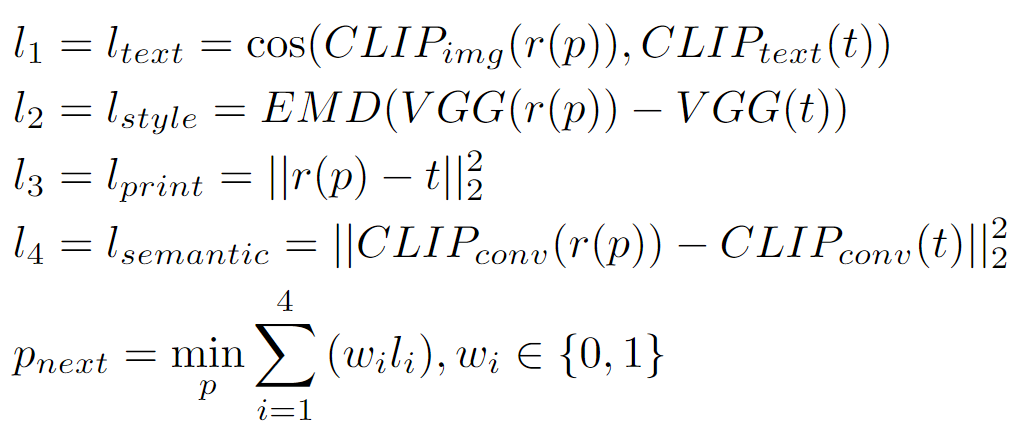 l_1 = l_{text} = cos(CLIP_{img}(r(p)), CLIP_{text}(t))
l_2 = l_{style} = EMD(VGG(r(p)) − VGG(t))
l_3 = l_{print} = ||r(p) − t||_2^2
l_4 = l_{semantic} = ||CLIP_{conv}(r(p)) − CLIP_{conv}(t)||_2^2
p_{next} = min_p ∑_{i=1}^{4} (w_i l_i), w_i ∈ {0, 1}